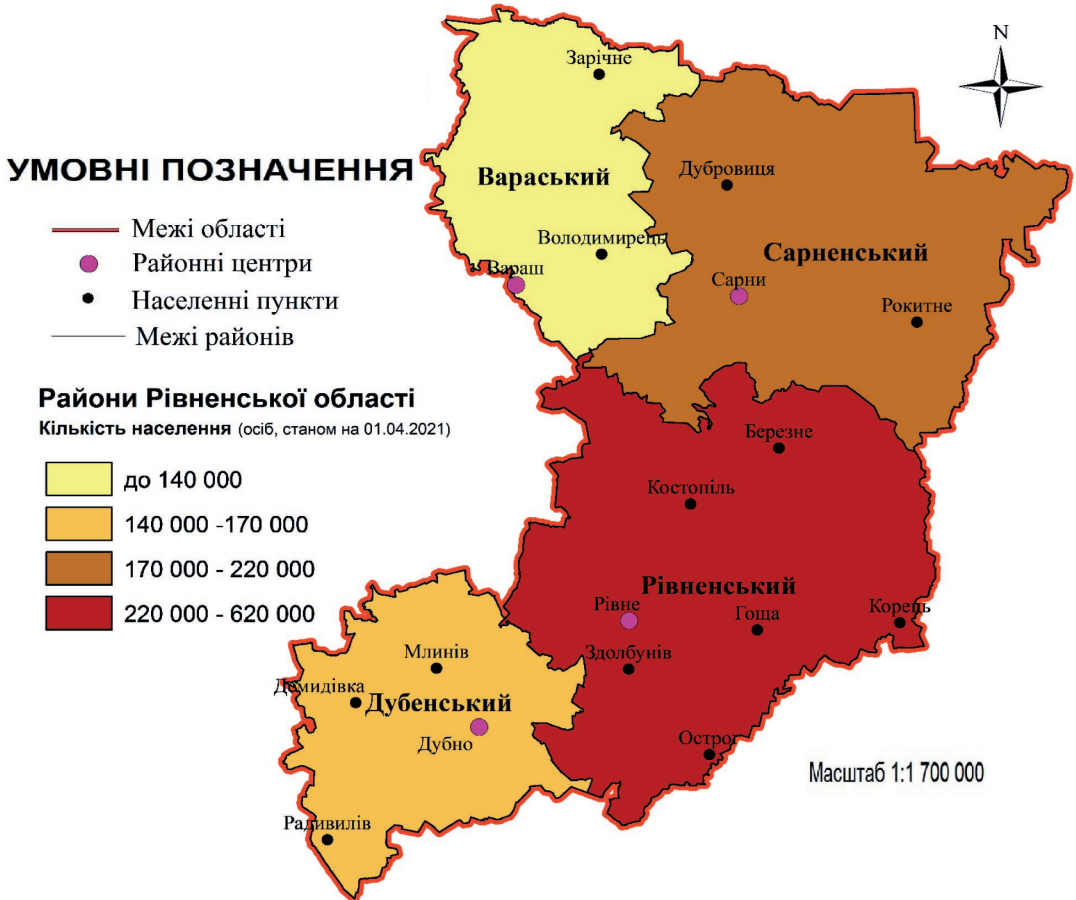 N
Зарічне
УМОВНІ ПОЗНАЧЕННЯ
Межі області
Районні центри
Населенні пункти
Межі районів
Райони Рівненської області
Кількість населення (осіб, станом на 01.04.2021)
до 140 000
140 000 -170 000
170 000 - 220 000
220 000 - 620 000
Вараський
Дубровиця
Володимирець
Вараш
Сарненський
Сарни
Рокитне
Березне
Костопіль
Рівненський
Рівне
Гоща
Корець
Здолбунів
Млинів
Демидівка
Дубенський
Дубно
Острог
Радивилів
Масштаб 1:1 700 000